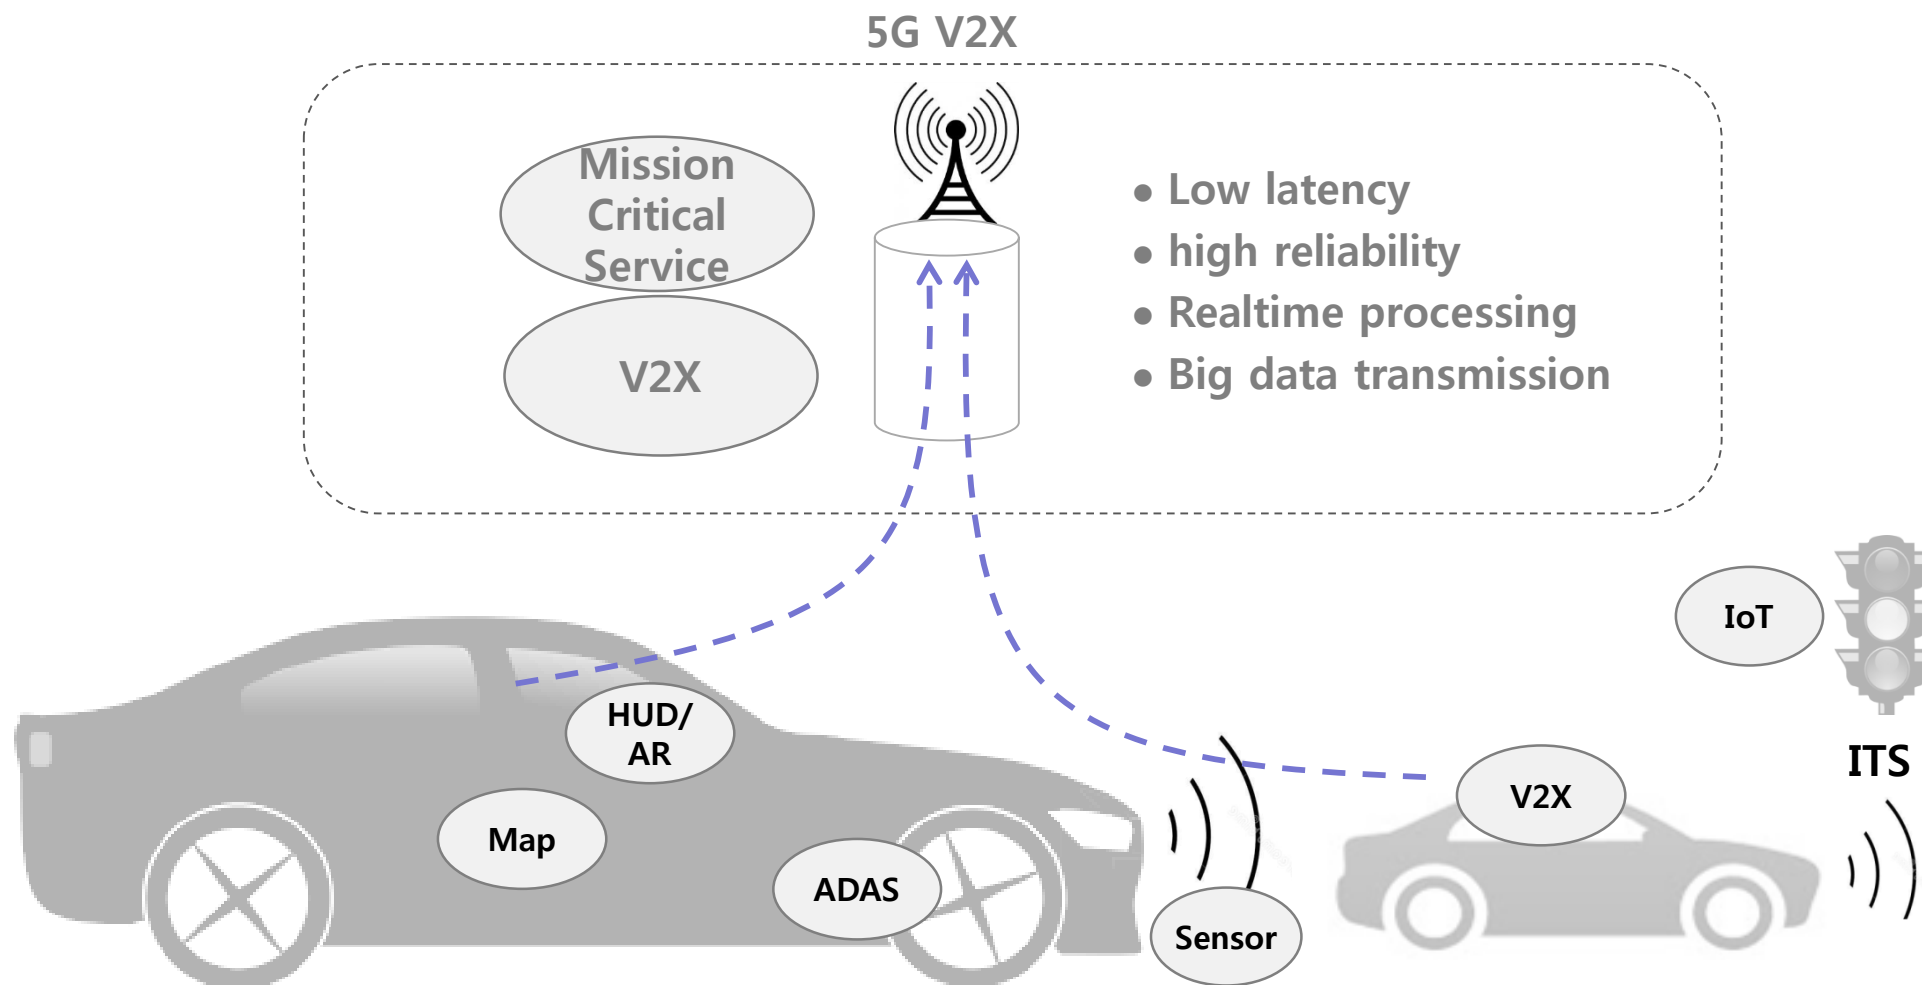 5G V2X
Mission
Critical
Service
V2X
● Low latency
● high reliability
● Realtime processing
● Big data transmission
IoT
ITS
HUD/
AR
Map
ADAS
Sensor
V2X